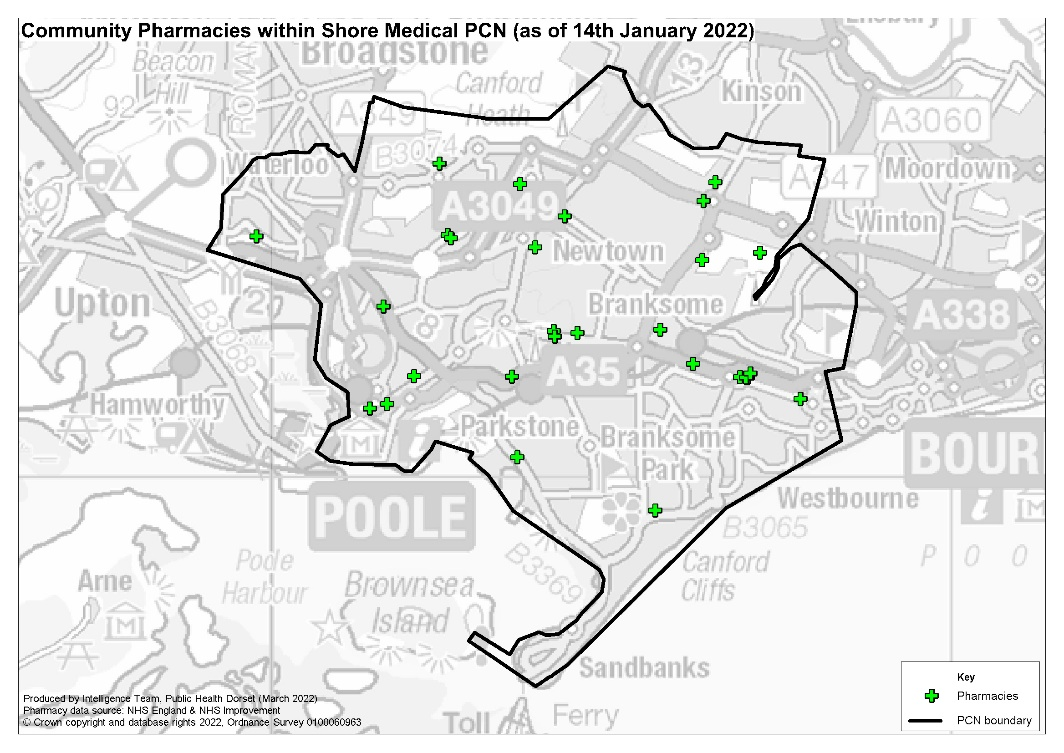 Community Pharmacies within Shore Medical PCN (as of 14th January 2022)
Broadstone
Beacon
Hill
92
ROMAN
Canford
Heath
13
Kinson
A349
A3060
B3074
Waterloo
A347
Moordown
A3049
Winton
Newtown
Upton
27
B3068
Branksome
A338
8
A35
Hamworthy
Parkstone
Branksome
Park
BOUR
i
POOLE
Westbourne
i
B3065
Poole
Harbour
B3369
Canford
Cliffs
P O O
Arne
Brownsea
Island
Sandbanks
Toll
Ferry
Key
Pharmacies
PCN boundary
Produced by Intelligence Team, Public Health Dorset (March 2022)
Pharmacy data source: NHS England & NHS Improvement
© Crown copyright and database rights 2022, Ordnance Survey 0100060963